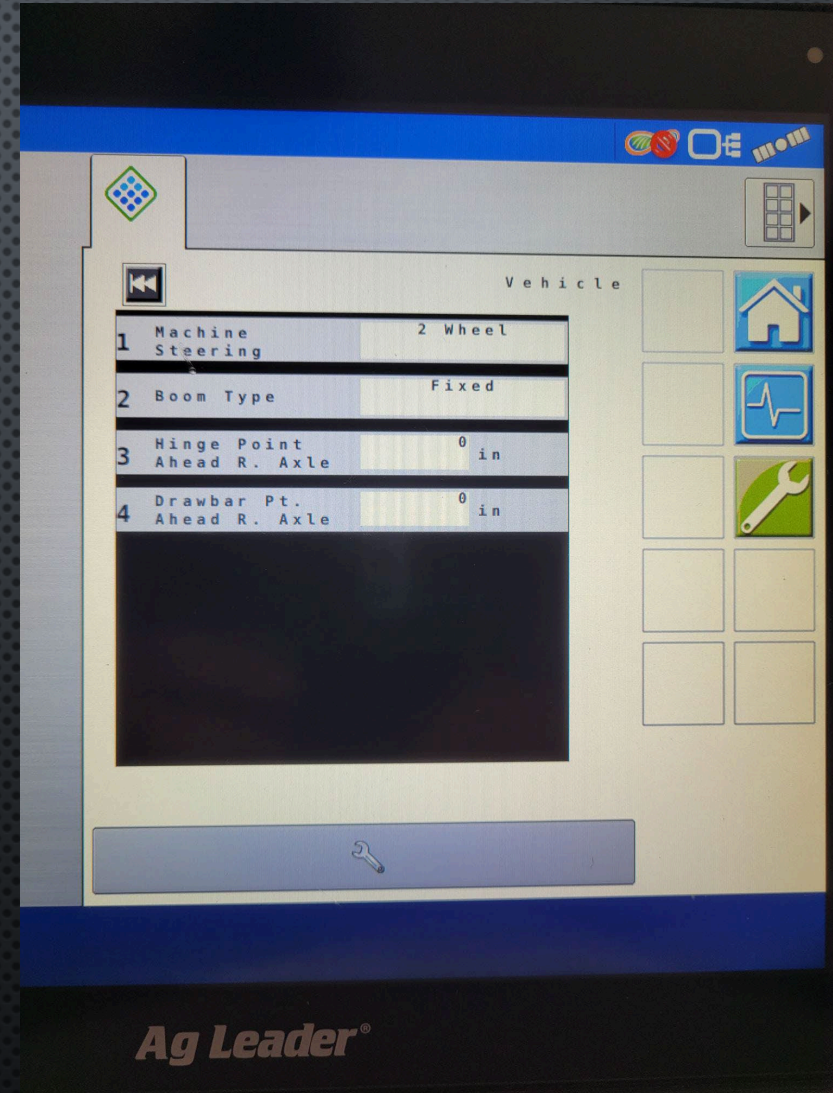 Vehicle
1 Machine Steering 2 Wheel
2 Boom Type Fixed
3 Hinge Point Ahead R. Axle 0 in
4 Drawbar Pt. Ahead R. Axle 0 in
Ag Leader®